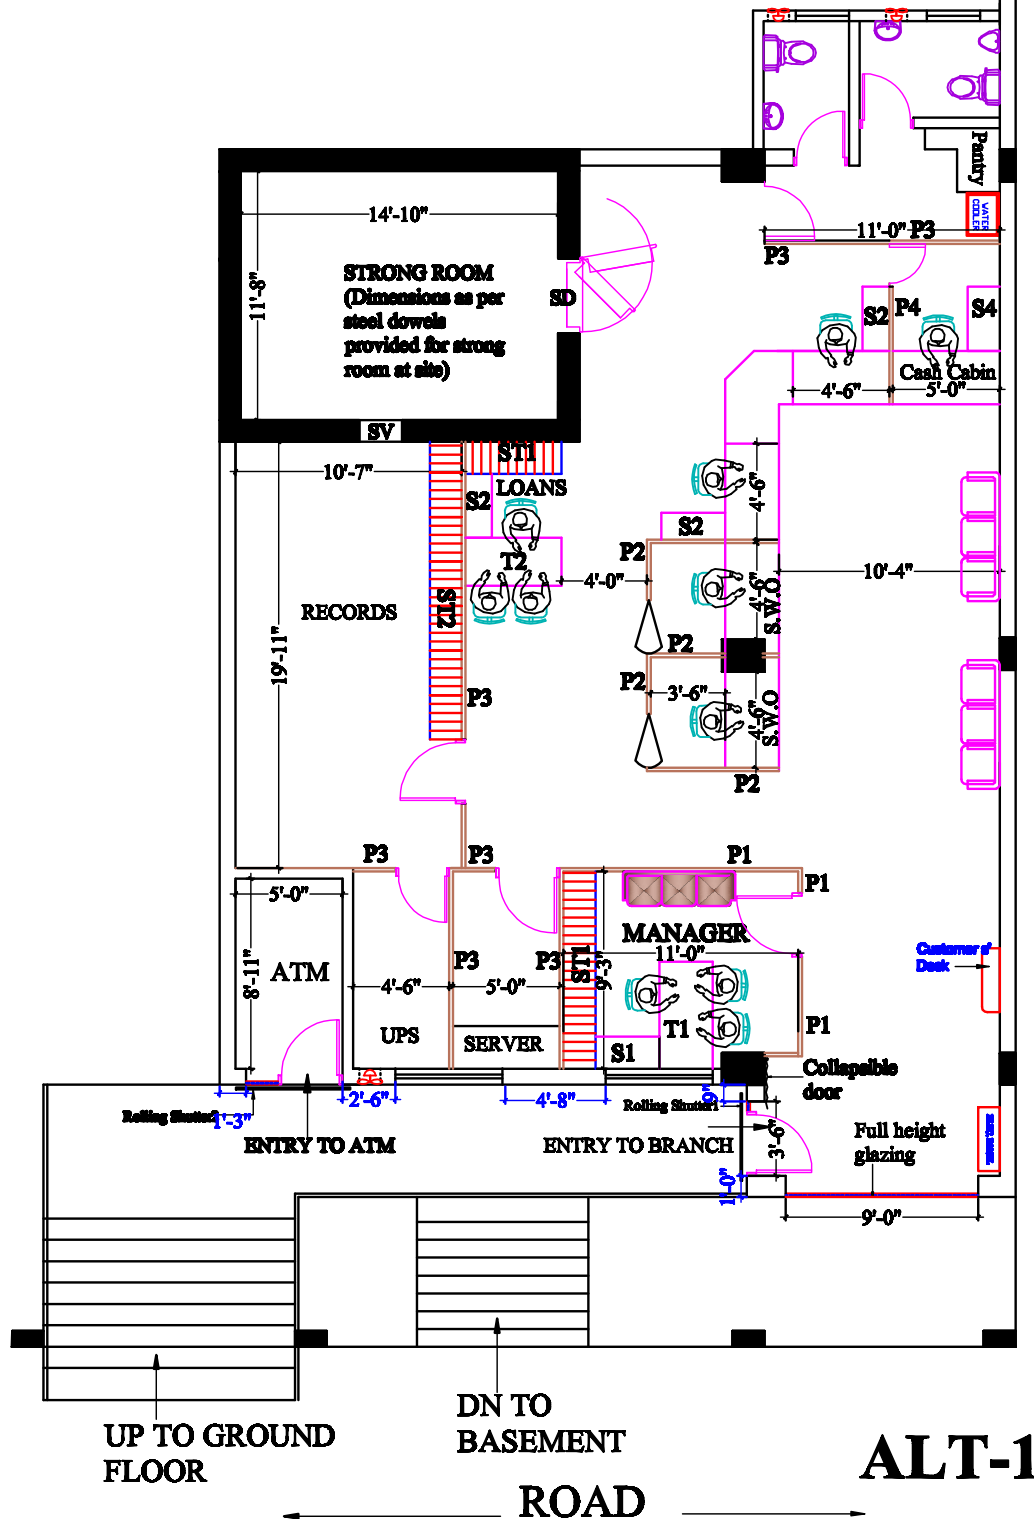 Pantry
WATER
COOLER
11'-0"
P3
P3
14'-10"
11'-8"
STRONG ROOM
(Dimensions as per
steel dowels
provided for strong
room at site)
SD
SV
S2
P4
S4
Cash Cabin
4'-6"
5'-0"
10'-7"
ST1
LOANS
S2
T2
4'-0"
S2
P2
4'-6"
10'-4"
RECORDS
ST2
19'-11"
4'-6"
S.W.O
P2
P2
3'-6"
4'-6"
S.W.O
P3
P2
P3
P3
P1
P1
5'-0"
8'-11"
ATM
P3
P3
4'-6"
5'-0"
UPS
SERVER
ST1
MANAGER
11'-0"
9'-3"
T1
S1
P1
Customer s'
Desk
Collapsible
door
Rolling Shutter2
1'-3"
2'-6"
4'-8"
Rolling Shutter1
9"
ENTRY TO ATM
ENTRY TO BRANCH
3'-6"
1'-0"
Full height
glazing
9'-0"
UP TO GROUND
FLOOR
DN TO
BASEMENT
ALT-1
ROAD